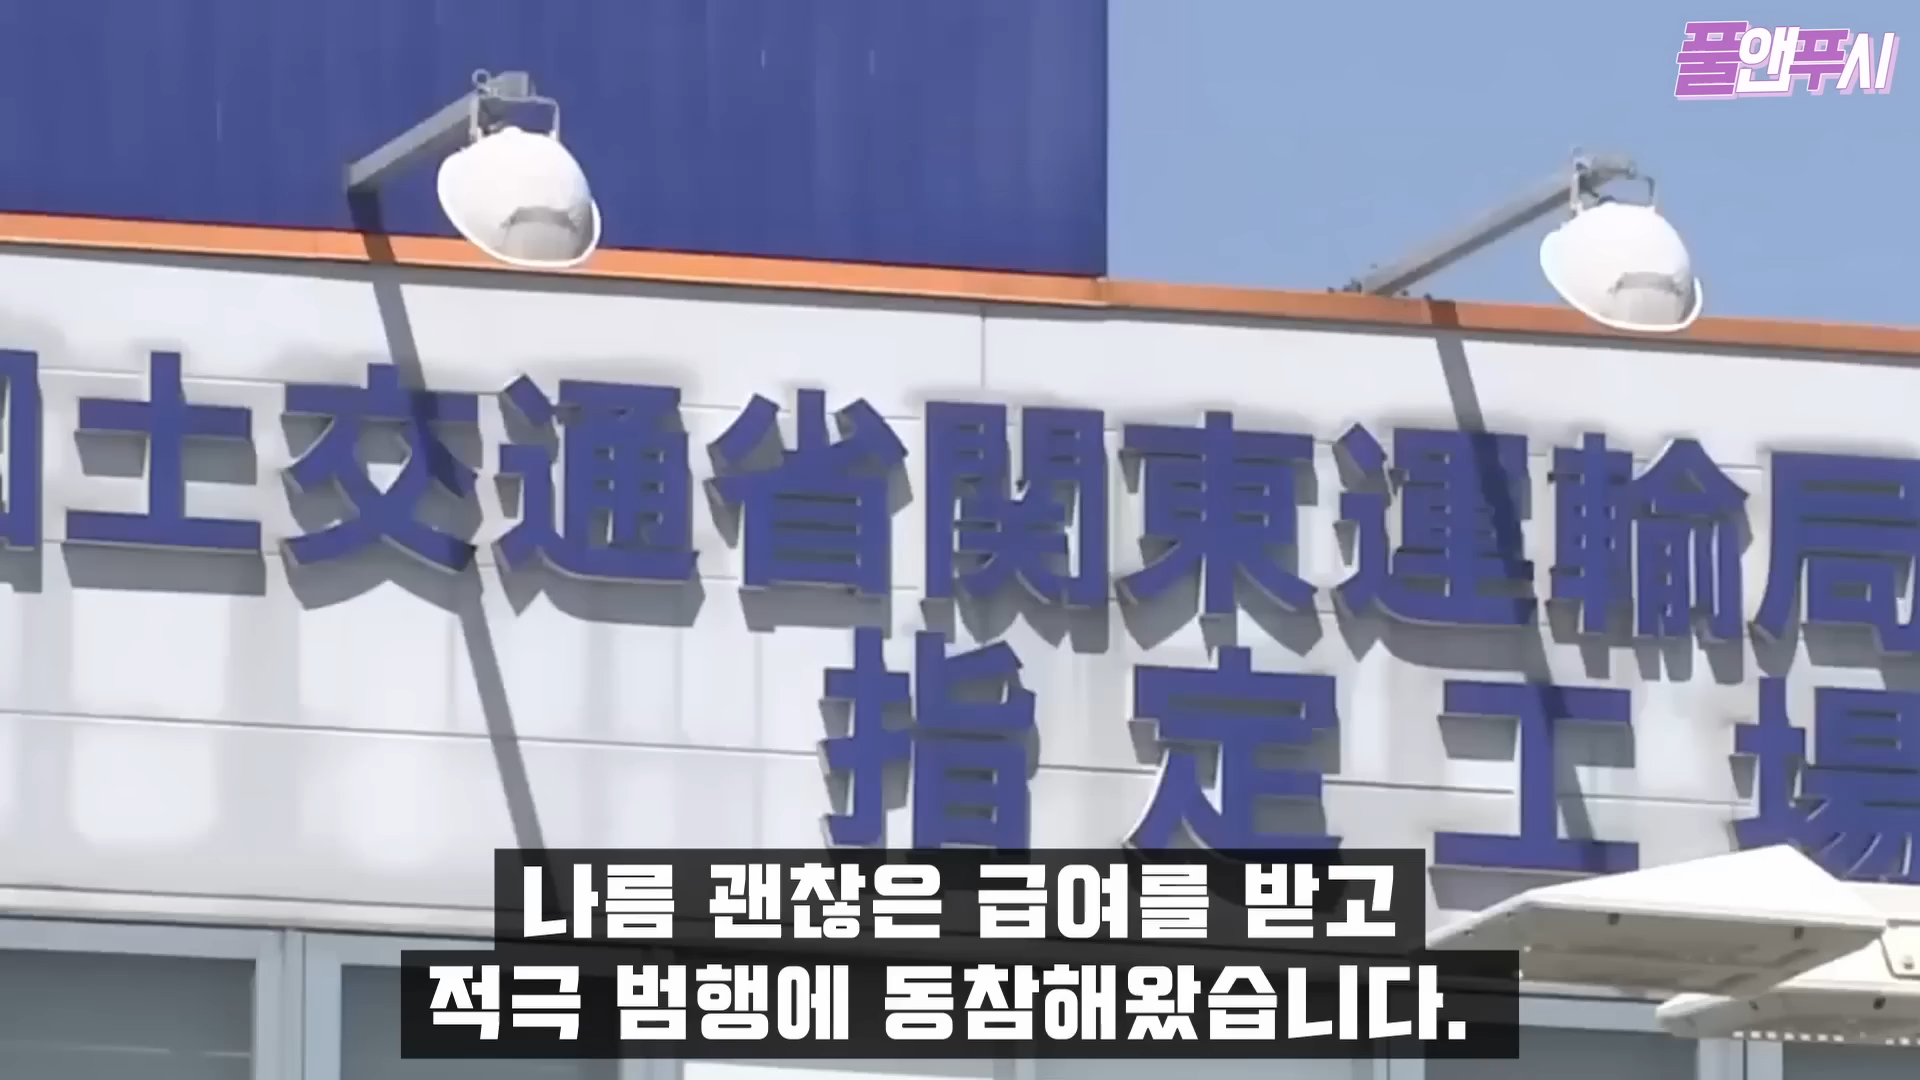 풀앤푸시
国土交通省関東運輸局
指定工場
나름 괜찮은 급여를 받고
적극 범행에 동참해왔습니다.